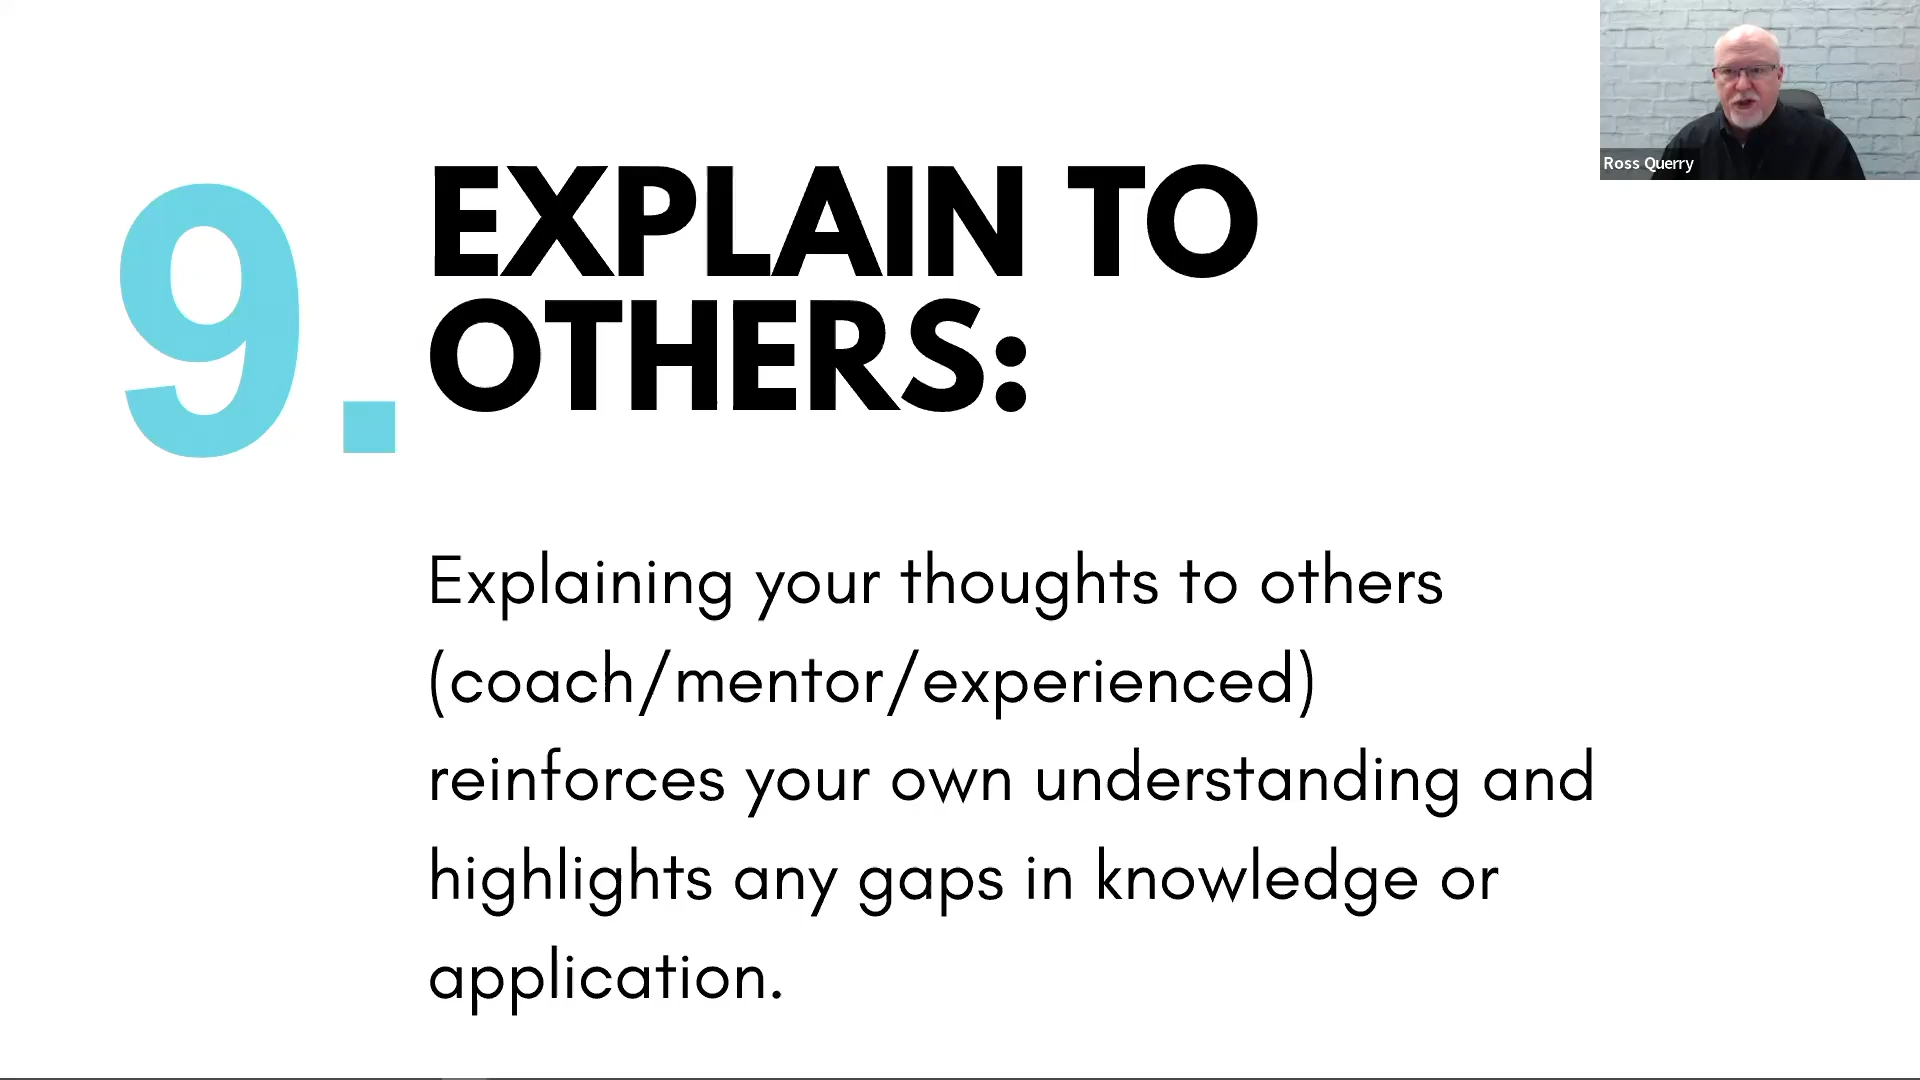 9. EXPLAIN TO
OTHERS:
Explaining your thoughts to others
(coach/mentor/experienced)
reinforces your own understanding and
highlights any gaps in knowledge or
application.
Ross Querry